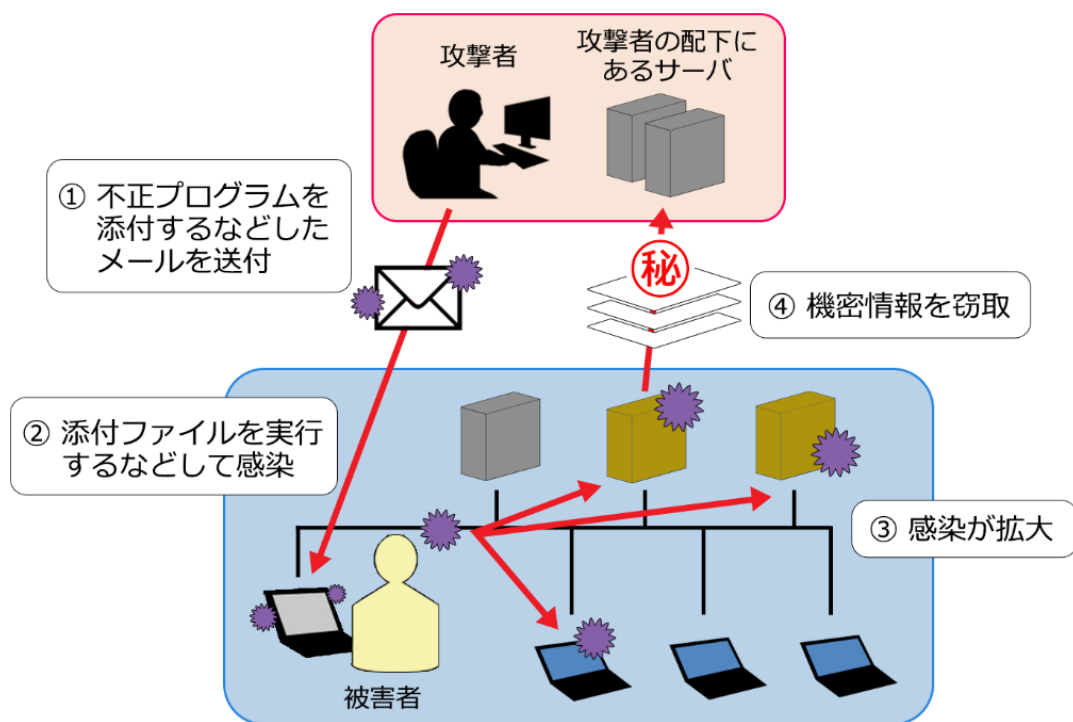 攻撃者
攻撃者の配下に
あるサーバ
① 不正プログラムを
添付するなどした
メールを送付
秘
④ 機密情報を窃取
② 添付ファイルを実行
するなどして感染
③ 感染が拡大
被害者